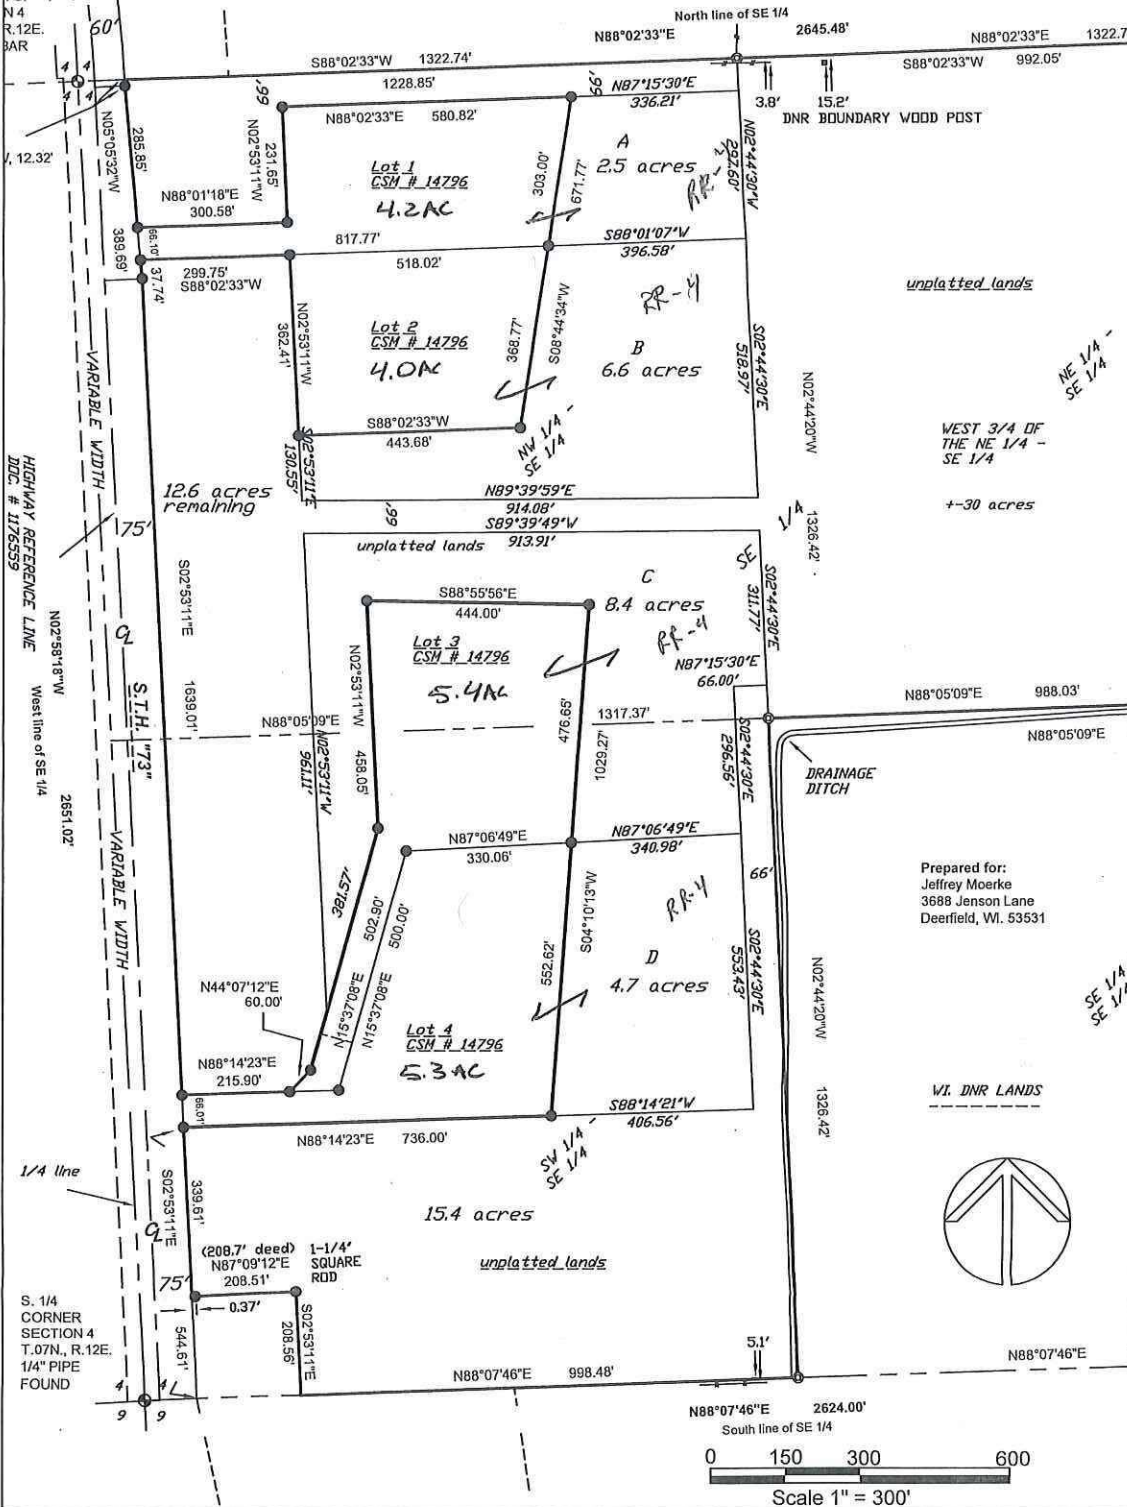 N 4
R.12E.
BAR
60'
4
4
4
North line of SE 1/4
N88°02'33"E
2645.48'
N88°02'33"E
S88°02'33"W 1322.74'
S88°02'33"W 992.05'
1228.85'
66'
N88°02'33"E 580.82'
66'
N87°15'30"E
336.21'
3.8'
15.2'
DNR BOUNDARY WOOD POST
N05°05'32"W
285.85'
12.32'
231.65'
N02°53'11"W
Lot 1
CSM # 14796
4.2AC
303.00'
671.77'
A
2.5 acres
N02°44'30"W
297.60'
N88°01'18"E
300.58'
389.69'
66.10'
817.77'
518.02'
S88°01'07"W
396.58'
37.74'
299.75'
S88°02'33"W
RR-4
unplatted lands
N02°53'11"W
362.41'
Lot 2
CSM # 14796
4.0AC
368.77'
S08°44'34"W
B
6.6 acres
S02°44'30"E
518.97'
N02°44'20"W
1326.42'
NE 1/4 -
SE 1/4
VARIABLE WIDTH
S88°02'33"W
443.68'
NW 1/4 -
SE 1/4
WEST 3/4 OF
THE NE 1/4 -
SE 1/4
+-30 acres
S02°53'11"E
130.55'
12.6 acres
remaining
N89°39'59"E
914.08'
S89°39'49"W
913.91'
66'
unplatted lands
75'
HIGHWAY REFERENCE LINE
DOC. # 1176559
SE 1/4
S02°53'11"E
1639.01'
S88°55'56"E
444.00'
C
8.4 acres
RR-4
S02°44'30"E
311.77'
N02°58'18"W
West line of SE 1/4
2651.02'
CL
S.T.H. "73"
Lot 3
CSM # 14796
5.4AC
N02°53'11"W
458.05'
N87°15'30"E
66.00'
N88°05'09"E 988.03'
N88°05'09"E
N88°05'09"E
1317.37'
476.65'
1029.27'
N02°53'11"W
961.11'
S02°44'30"E
296.56'
DRAINAGE
DITCH
VARIABLE WIDTH
N87°06'49"E
330.06'
N87°06'49"E
340.98'
66'
381.57'
502.90'
500.00'
N15°37'08"E
N15°37'08"E
RR-4
Prepared for:
Jeffrey Moerke
3688 Jenson Lane
Deerfield, WI. 53531
552.62'
S04°10'13"W
D
4.7 acres
S02°44'30"E
553.43'
N02°44'20"W
1326.42'
SE 1/4
SE 1/4
N44°07'12"E
60.00'
Lot 4
CSM # 14796
5.3AC
N88°14'23"E
215.90'
66.01'
S88°14'21"W
406.56'
WI. DNR LANDS
N88°14'23"E 736.00'
SW 1/4 -
SE 1/4
1/4 line
S02°53'11"E
339.61'
15.4 acres
unplatted lands
CL
(208.7' deed)
N87°09'12"E
208.51'
1-1/4'
SQUARE
ROD
75'
0.37'
S. 1/4
CORNER
SECTION 4
T.07N., R.12E.
1/4" PIPE
FOUND
544.61'
S02°53'11"E
208.56'
5.1'
N88°07'46"E 998.48'
N88°07'46"E
4
9
9
N88°07'46"E 2624.00'
South line of SE 1/4
0 150 300 600
Scale 1" = 300'